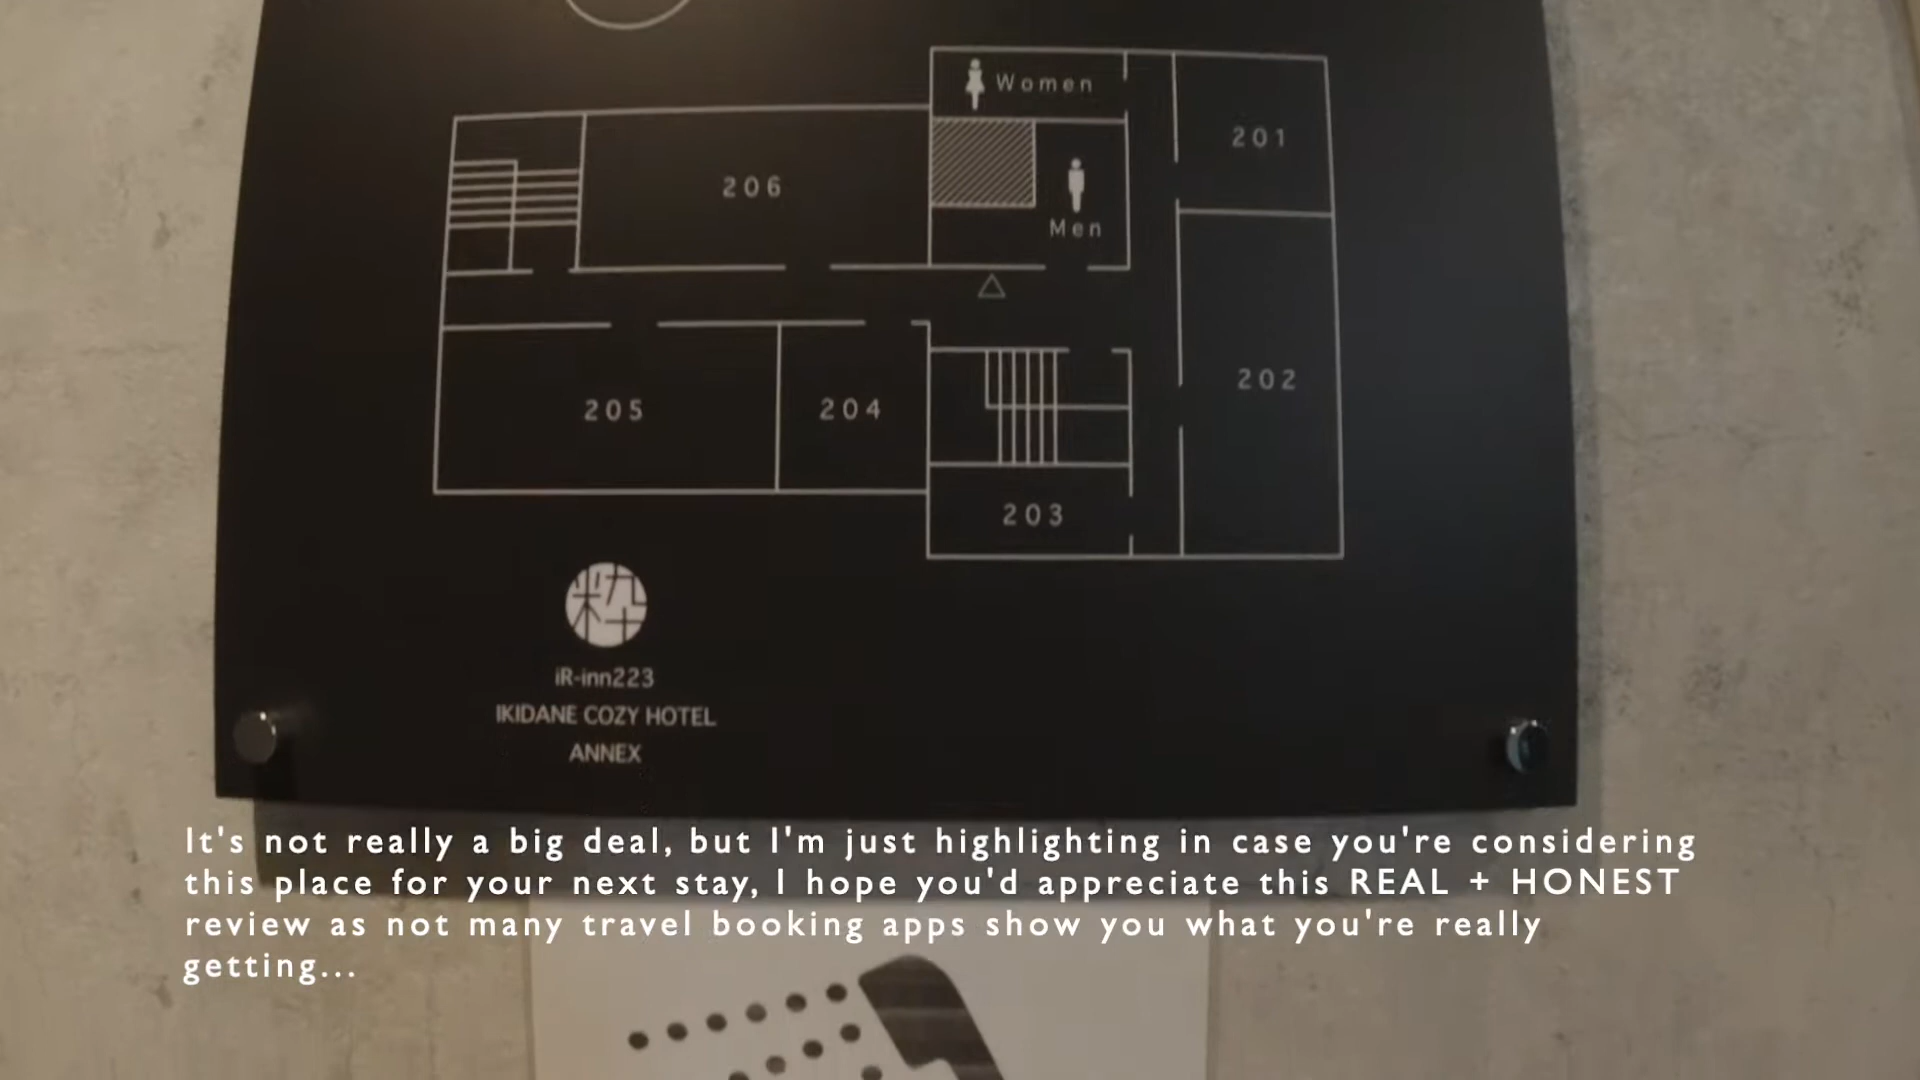 Women
201
206
Men
202
205
204
203
粋
iR-inn223
IKIDANE COZY HOTEL
ANNEX
It's not really a big deal, but I'm just highlighting in case you're considering
this place for your next stay, I hope you'd appreciate this REAL + HONEST
review as not many travel booking apps show you what you're really
getting...